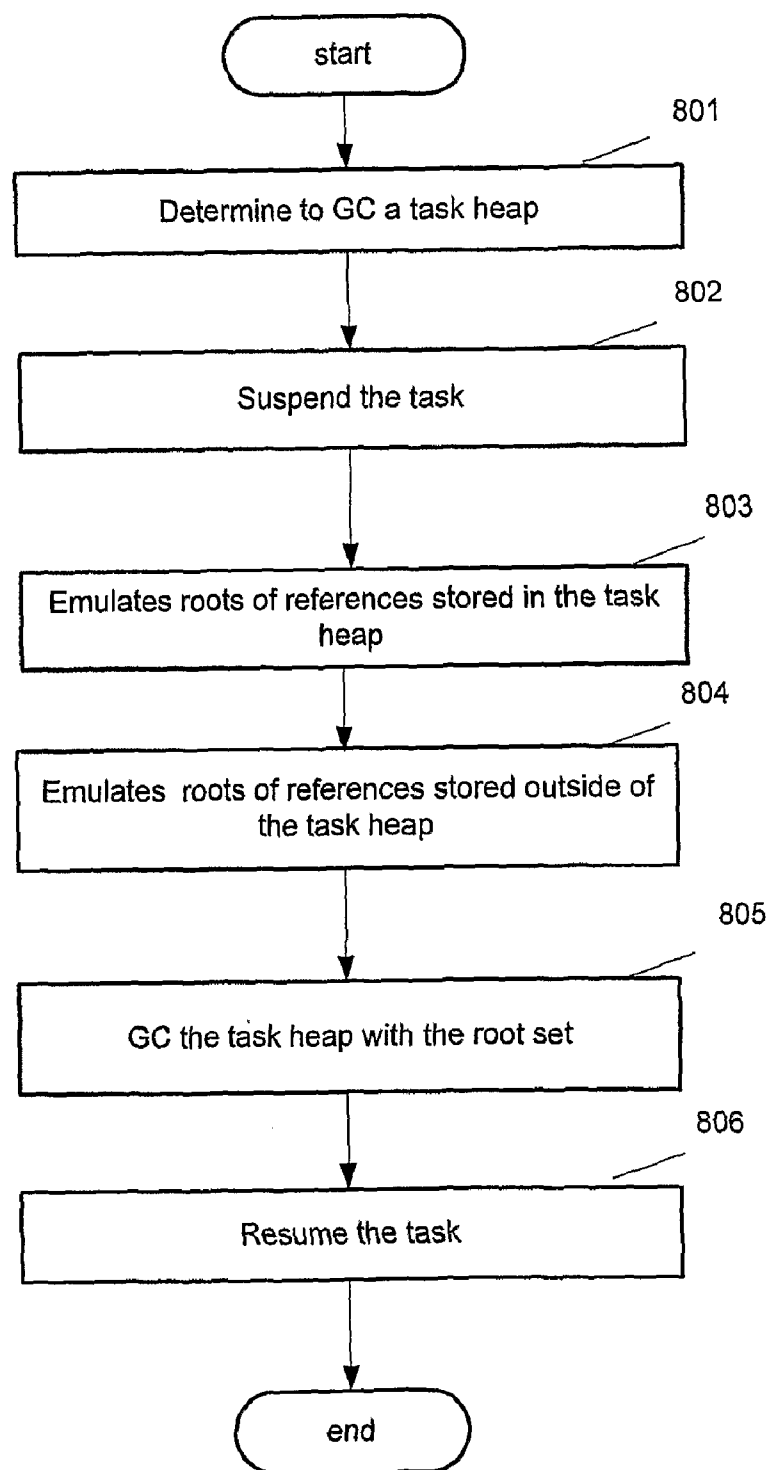 start
801
Determine to GC a task heap
802
Suspend the task
803
Emulates roots of references stored in the task
heap
804
Emulates roots of references stored outside of
the task heap
805
GC the task heap with the root set
806
Resume the task
end